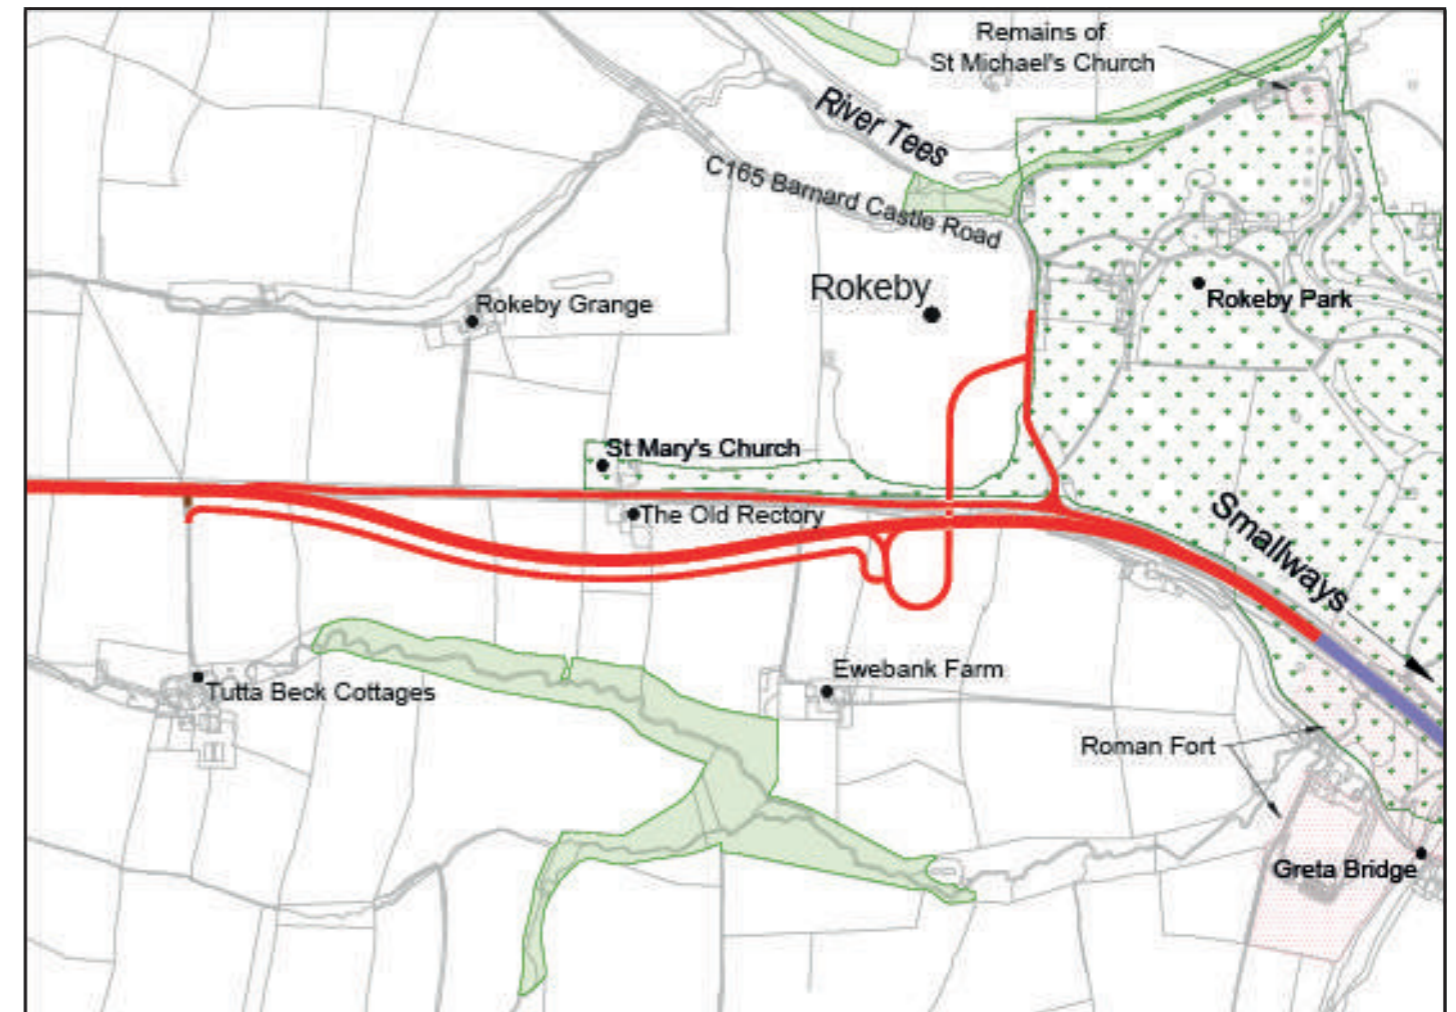 Remains of
St Michael's Church
River Tees
C165 Barnard Castle Road
Rokeby
Rokeby Park
Rokeby Grange
St Mary's Church
The Old Rectory
Smallways
Ewebank Farm
Tutta Beck Cottages
Roman Fort
Greta Bridge